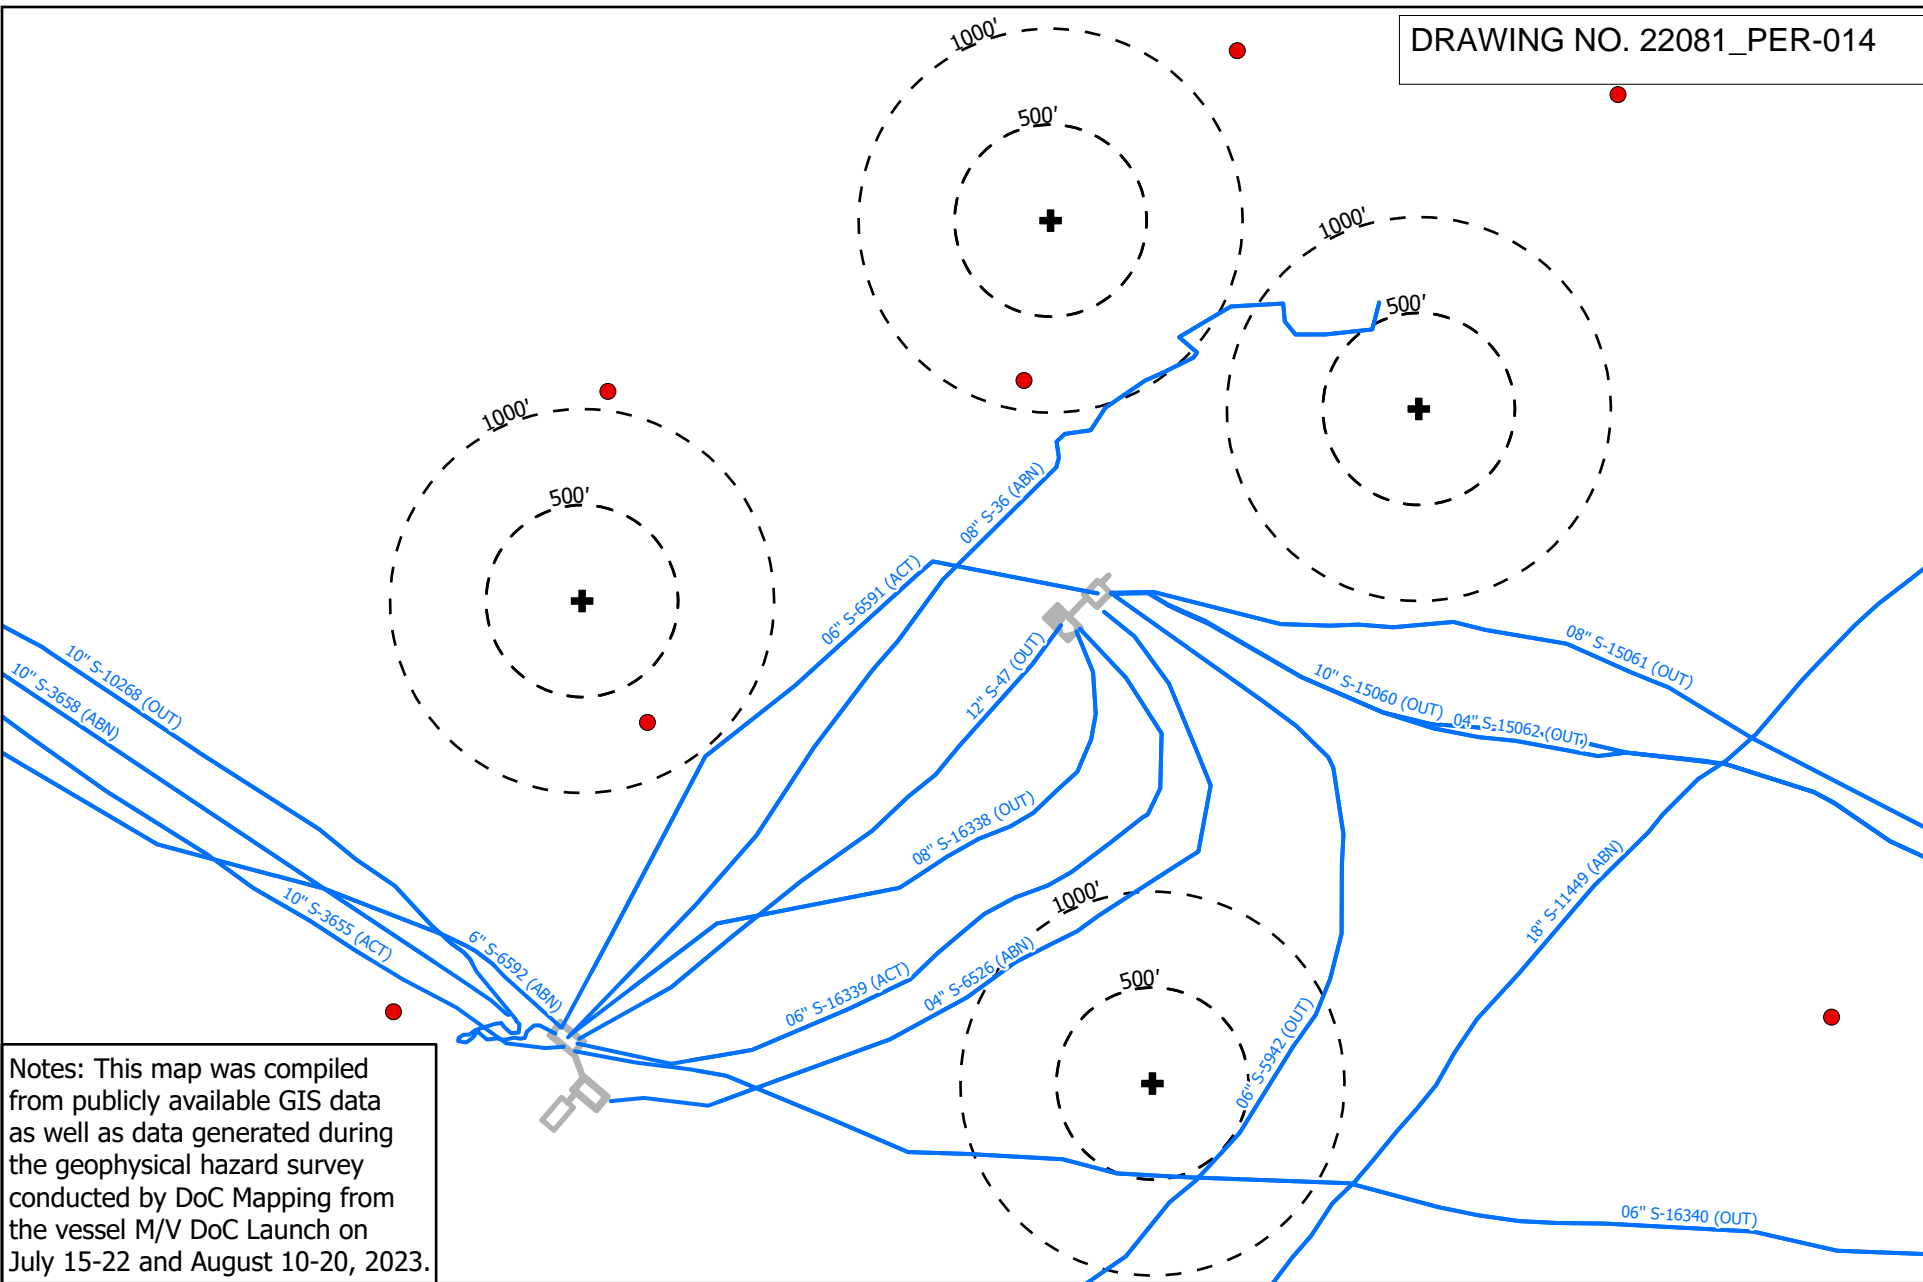 DRAWING NO. 22081_PER-014
1000'
500'
1000'
500'
1000'
500'
08" S-36 (ABN)
06" S-6591 (ACT)
12" S-47 (OUT)
10" S-10268 (OUT)
10" S-3658 (ABN)
08" S-15061 (OUT)
10" S-15060 (OUT)
04" S-15062 (OUT)
08" S-16338 (OUT)
18" S-11449 (ABN)
10" S-3655 (ACT)
6" S-6592 (ABN)
06" S-16339 (ACT)
04" S-6526 (ABN)
1000'
500'
06" S-5942 (OUT)
06" S-16340 (OUT)
Notes: This map was compiled
from publicly available GIS data
as well as data generated during
the geophysical hazard survey
conducted by DoC Mapping from
the vessel M/V DoC Launch on
July 15-22 and August 10-20, 2023.